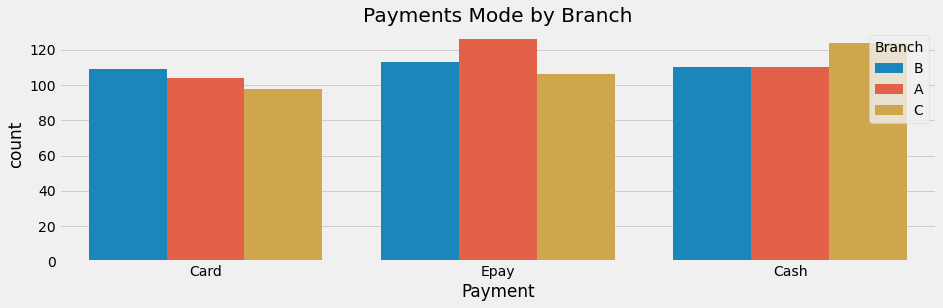 Payments Mode by Branch
count
120
100
80
60
40
20
0
Branch
B
A
C
Card
Epay
Cash
Payment